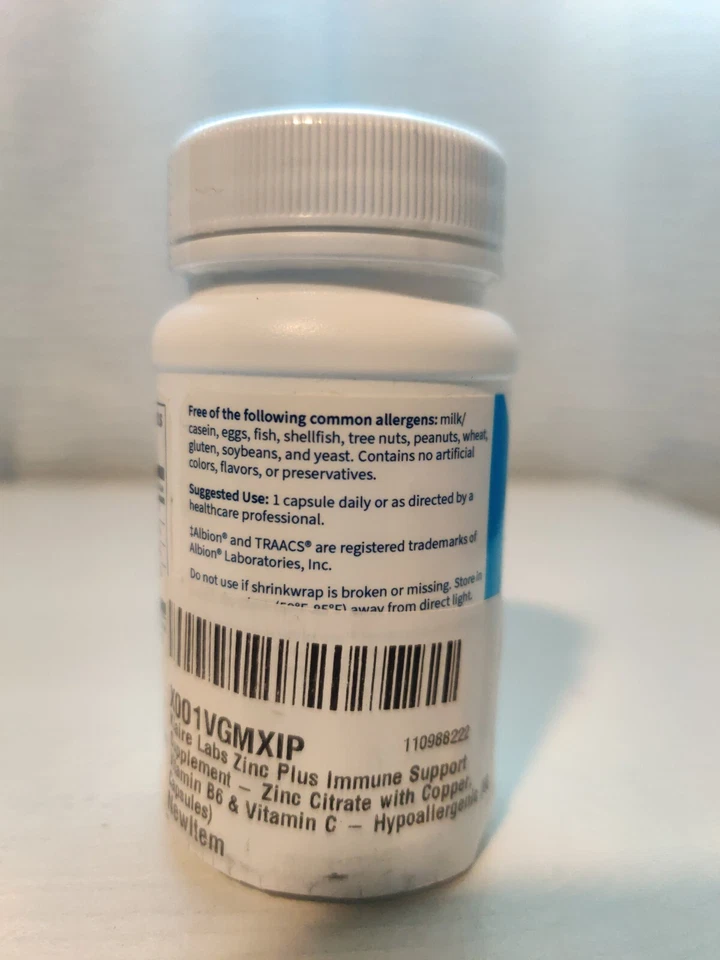 Free of the following common allergens: milk/
casein, eggs, fish, shellfish, tree nuts, peanuts, wheat,
gluten, soybeans, and yeast. Contains no artificial
colors, flavors, or preservatives.
Suggested Use: 1 capsule daily or as directed by a
healthcare professional.
‡Albion® and TRAACS® are registered trademarks of
Albion® Laboratories, Inc.
Do not use if shrinkwrap is broken or missing. Store in
away from direct light.
X001VGMXIP
110988222
Labs Zinc Plus Immune Support
Supplement – Zinc Citrate with Copper,
Vitamin B6 & Vitamin C – Hypoallergenic
Capsules)
NewItem